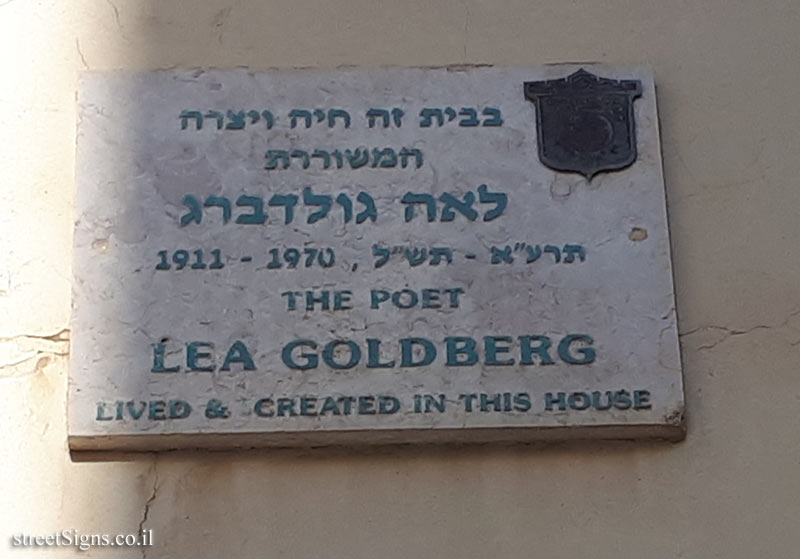 בבית זה חיה ויצרה
המשוררת
לאה גולדברג
תרע"א - תש"ל , 1970 - 1911
THE POET
LEA GOLDBERG
LIVED & CREATED IN THIS HOUSE
streetSigns.co.il